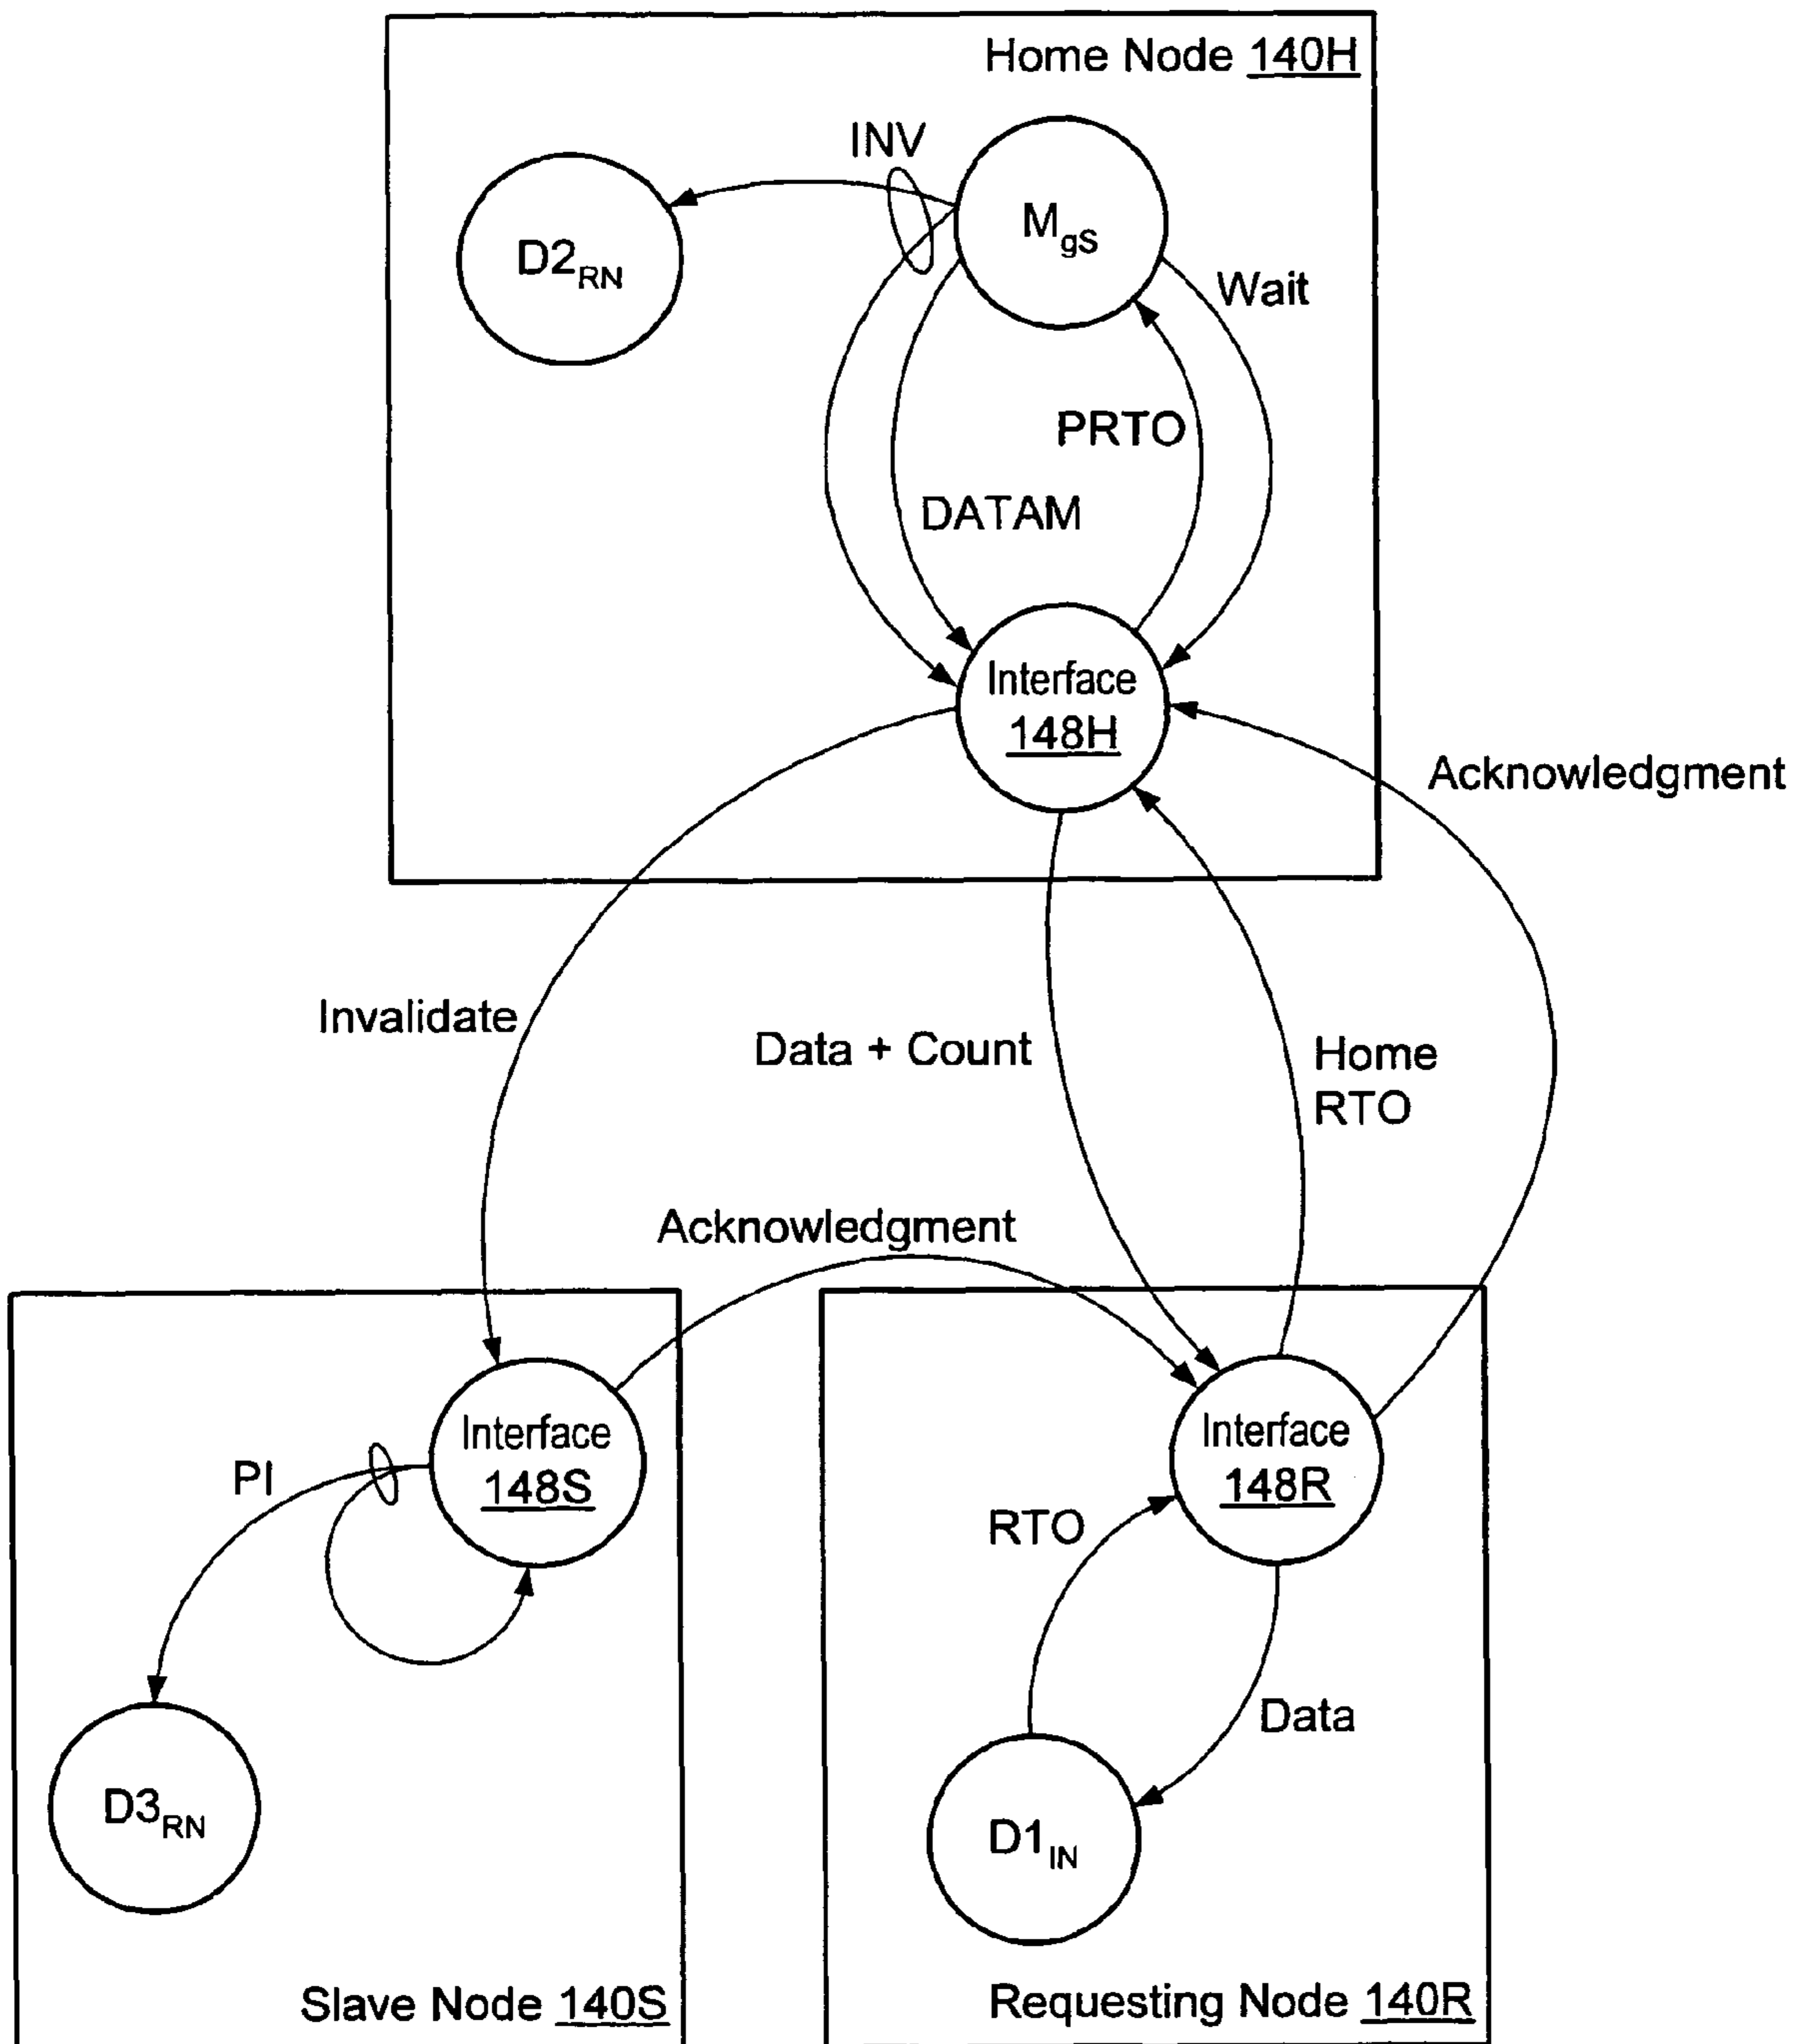 Home Node 140H
INV
D2RN
MgS
Wait
PRTO
DATAM
Interface
148H
Acknowledgment
Invalidate
Data + Count
Home
RTO
Acknowledgment
Interface
148S
PI
Interface
148R
RTO
Data
D3RN
D1IN
Slave Node 140S
Requesting Node 140R